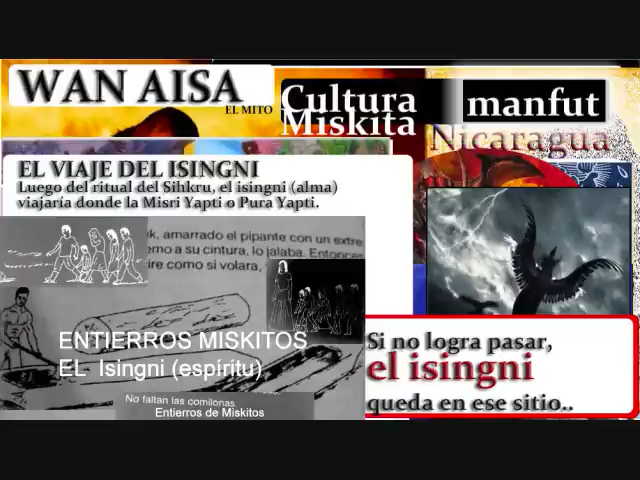 WAN AISA
EL MITO
Cultura
Miskita
manfut
Nicaragua
EL VIAJE DEL ISINGNI
Luego del ritual del Sihkru, el isingni (alma)
viajaría donde la Misri Yapti o Pura Yapti.
k, amarrado el pipante con un extre
emo a su cintura, lo jalaba. Entonces
ire como si volara,
ENTIERROS MISKITOS
EL Isingni (espíritu)
No faltan las comilonas.
Entierros de Miskitos
Si no logra pasar,
el isingni
queda en ese sitio..